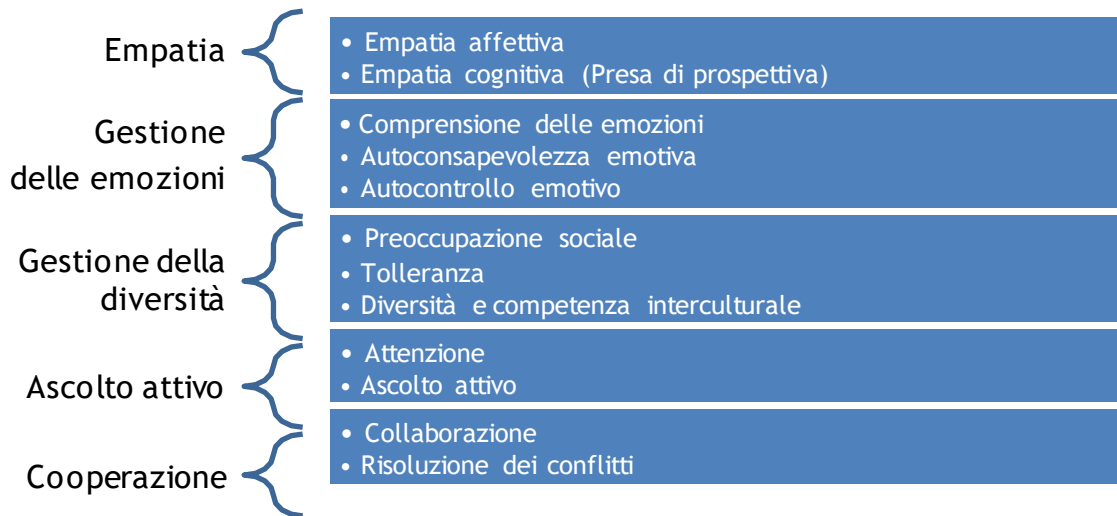 Empatia
• Empatia affettiva
• Empatia cognitiva (Presa di prospettiva)
Gestione
delle emozioni
• Comprensione delle emozioni
• Autoconsapevolezza emotiva
• Autocontrollo emotivo
Gestione della
diversità
• Preoccupazione sociale
• Tolleranza
• Diversità e competenza interculturale
Ascolto attivo
• Attenzione
• Ascolto attivo
Cooperazione
• Collaborazione
• Risoluzione dei conflitti